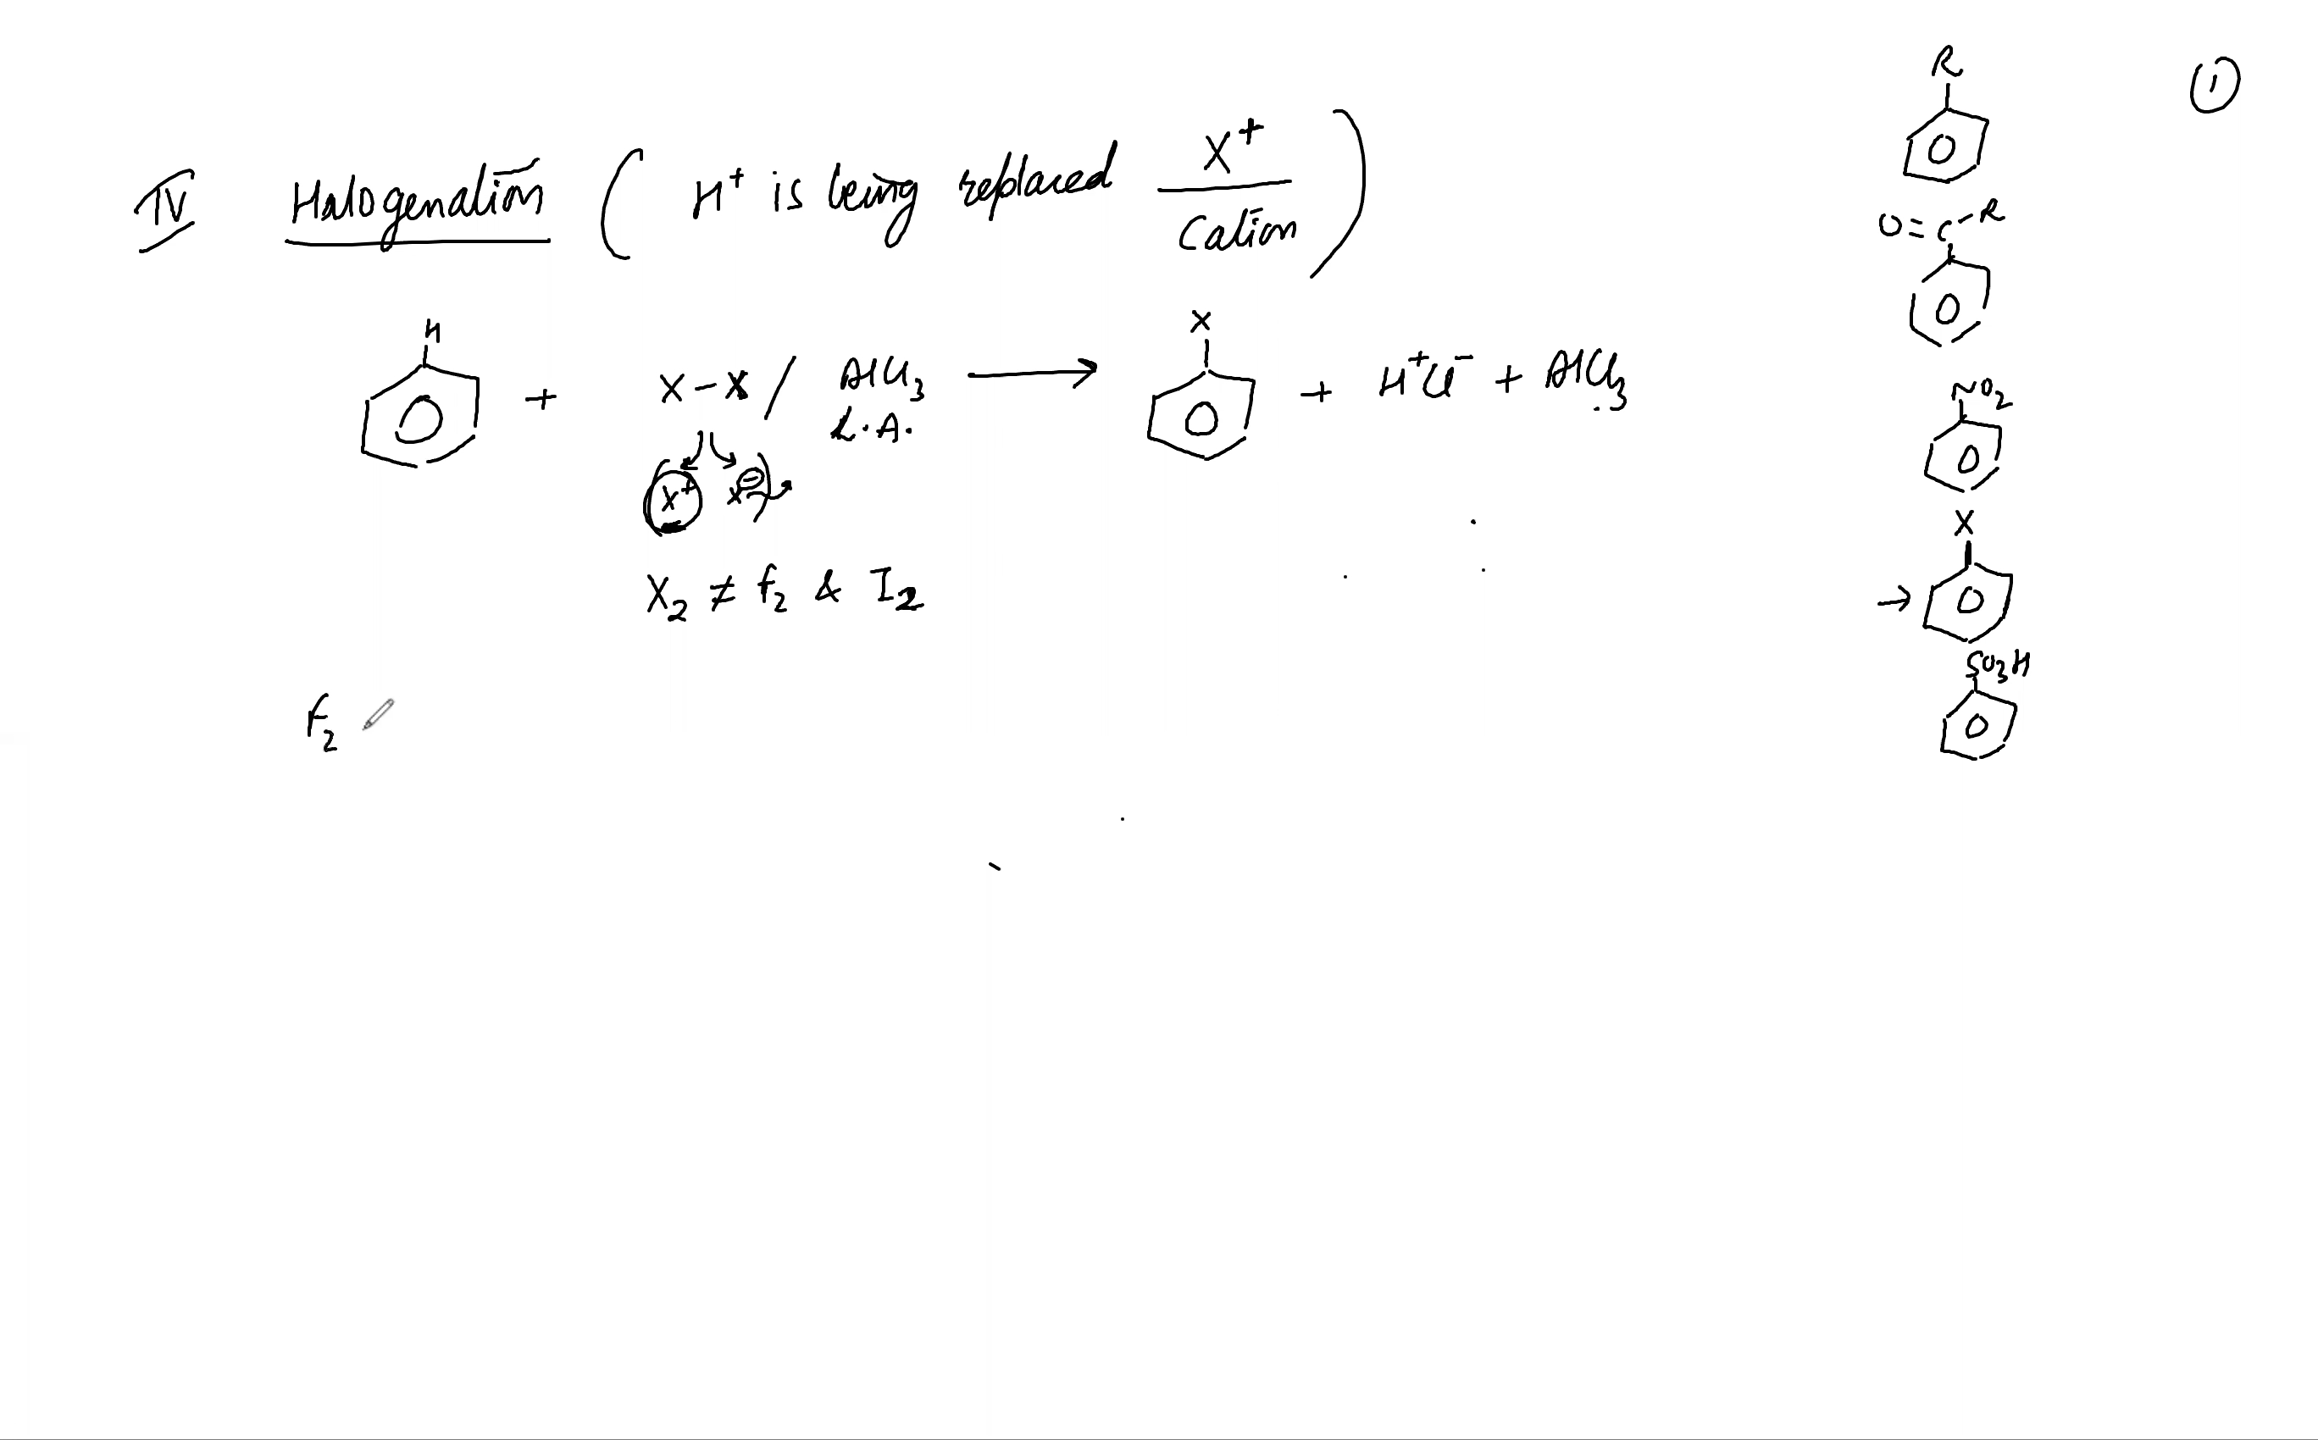 IV Halogenation ( H+ is being replaced X+ )
Cation
H
+ X-X / AlCl3 → X + H+Cl- + AlCl3
L.A.
X+ X⊖
X2 ≠ F2 & I2
F2
①
R
O=C-R
NO2
X
→
SO3H